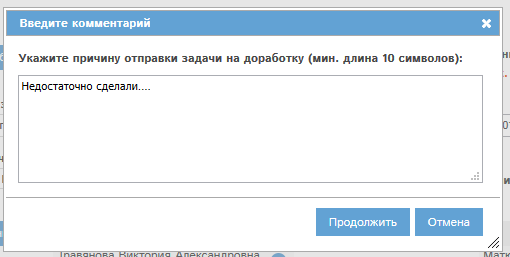 Введите комментарий
Укажите причину отправки задачи на доработку (мин. длина 10 символов):
Недостаточно сделали....
Продолжить
Отмена
Травянова Виктория Александровна